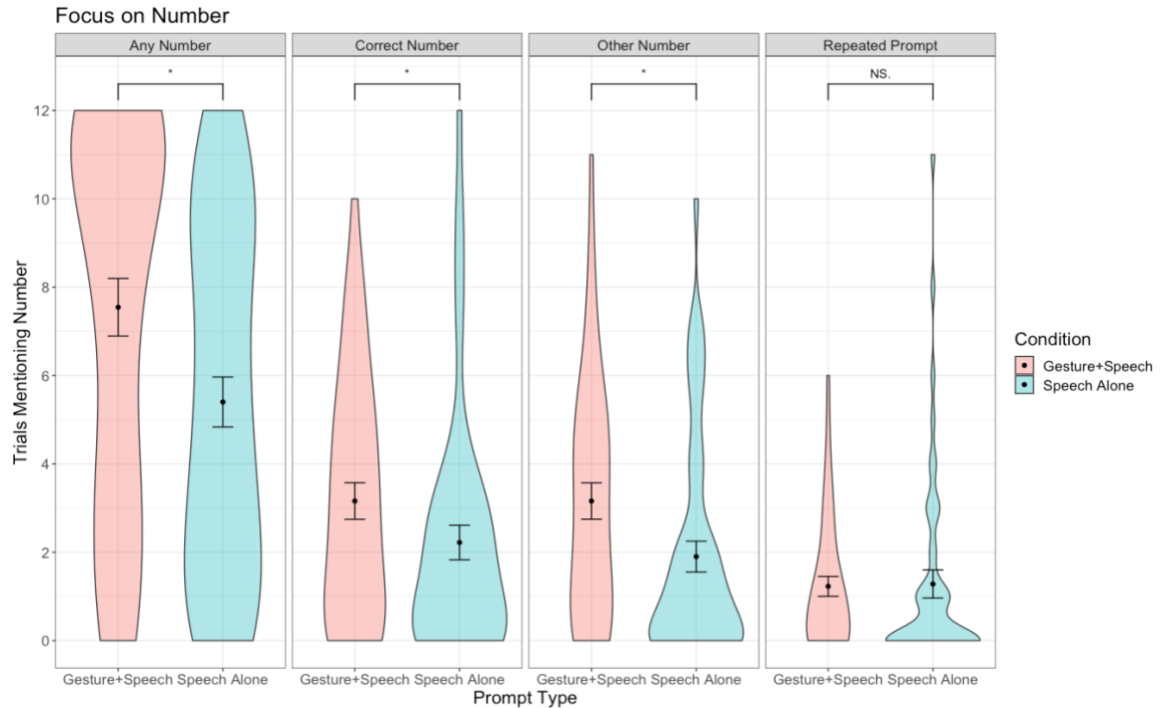 Focus on Number
Any Number
Correct Number
Other Number
Repeated Prompt
*
*
*
NS.
12
10
8
6
4
2
0
Trials Mentioning Number
Condition
Gesture+Speech
Speech Alone
Gesture+Speech Speech Alone
Gesture+Speech Speech Alone
Gesture+Speech Speech Alone
Gesture+Speech Speech Alone
Prompt Type